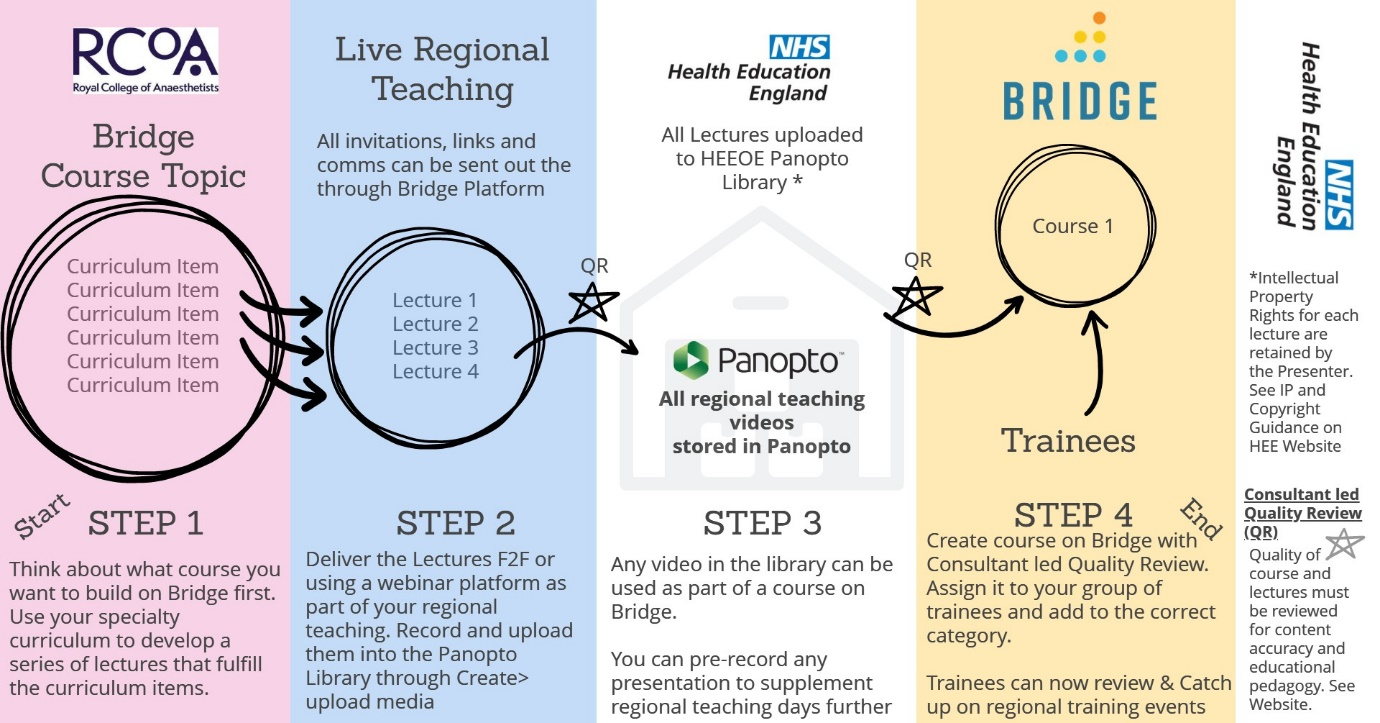 RCOA
Royal College of Anaesthetists
Bridge
Course Topic
Curriculum Item
Curriculum Item
Curriculum Item
Curriculum Item
Curriculum Item
Curriculum Item
Start
STEP 1
Think about what course you
want to build on Bridge first.
Use your specialty
curriculum to develop a
series of lectures that fulfill
the curriculum items.
Live Regional
Teaching
All invitations, links and
comms can be sent out the
through Bridge Platform
Lecture 1
Lecture 2
Lecture 3
Lecture 4
QR
STEP 2
Deliver the Lectures F2F or
using a webinar platform as
part of your regional
teaching. Record and upload
them into the Panopto
Library through Create>
upload media
NHS
Health Education
England
All Lectures uploaded
to HEEOE Panopto
Library *
Panopto™
All regional teaching
videos
stored in Panopto
STEP 3
Any video in the library can be
used as part of a course on
Bridge.
You can pre-record any
presentation to supplement
regional teaching days further
QR
BRIDGE
Course 1
Trainees
STEP 4
End
Create course on Bridge with
Consultant led Quality Review.
Assign it to your group of
trainees and add to the correct
category.
Trainees can now review & Catch
up on regional training events
NHS
Health Education
England
*Intellectual
Property
Rights for each
lecture are
retained by
the Presenter.
See IP and
Copyright
Guidance on
HEE Website
Consultant led
Quality Review
(QR)
Quality of
course and
lectures must
be reviewed
for content
accuracy and
educational
pedagogy. See
Website.